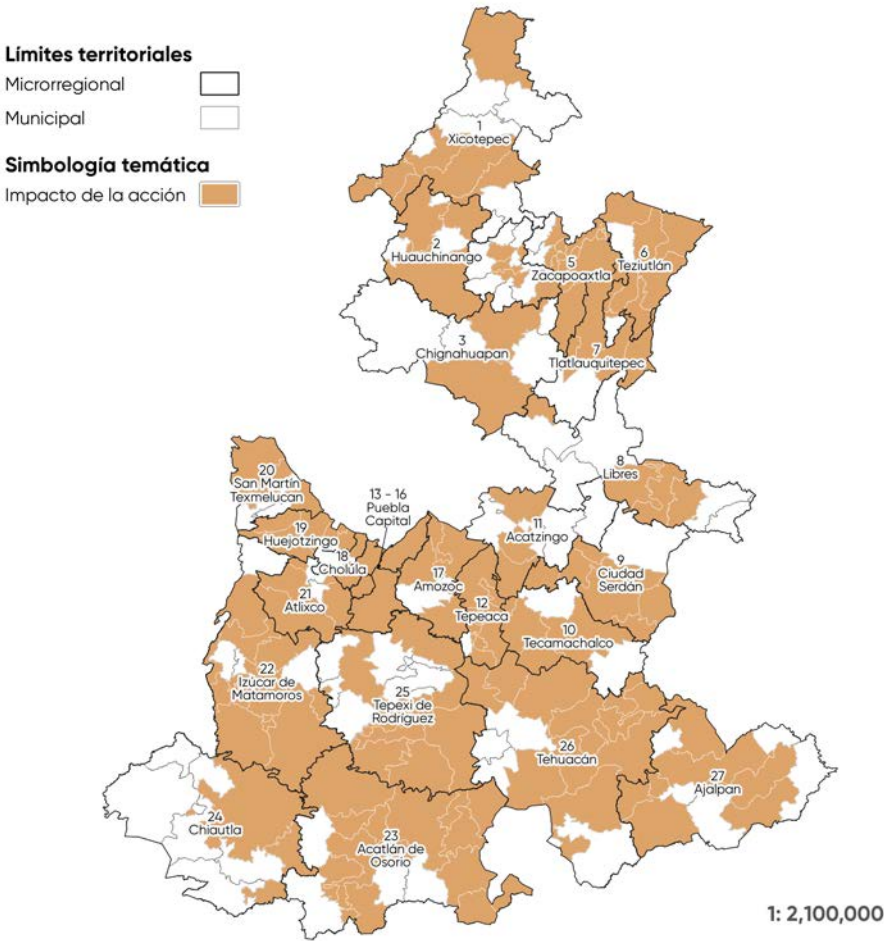 Límites territoriales
Microrregional
Municipal
Simbología temática
Impacto de la acción
1
Xicotepec
2
Huauchinango
5
Zacapoaxtla
6
Teziutlán
3
Chignahuapan
7
Tlatlauquitepec
8
Libres
20
San Martín
Texmelucan
13 - 16
Puebla
Capital
19
Huejotzingo
18
Cholula
11
Acatzingo
9
Ciudad
Serdán
17
Amozoc
21
Atlixco
12
Tepeaca
10
Tecamachalco
22
Izúcar de
Matamoros
25
Tepexi de
Rodríguez
26
Tehuacán
27
Ajalpan
24
Chiautla
23
Acatlán de
Osorio
1: 2,100,000